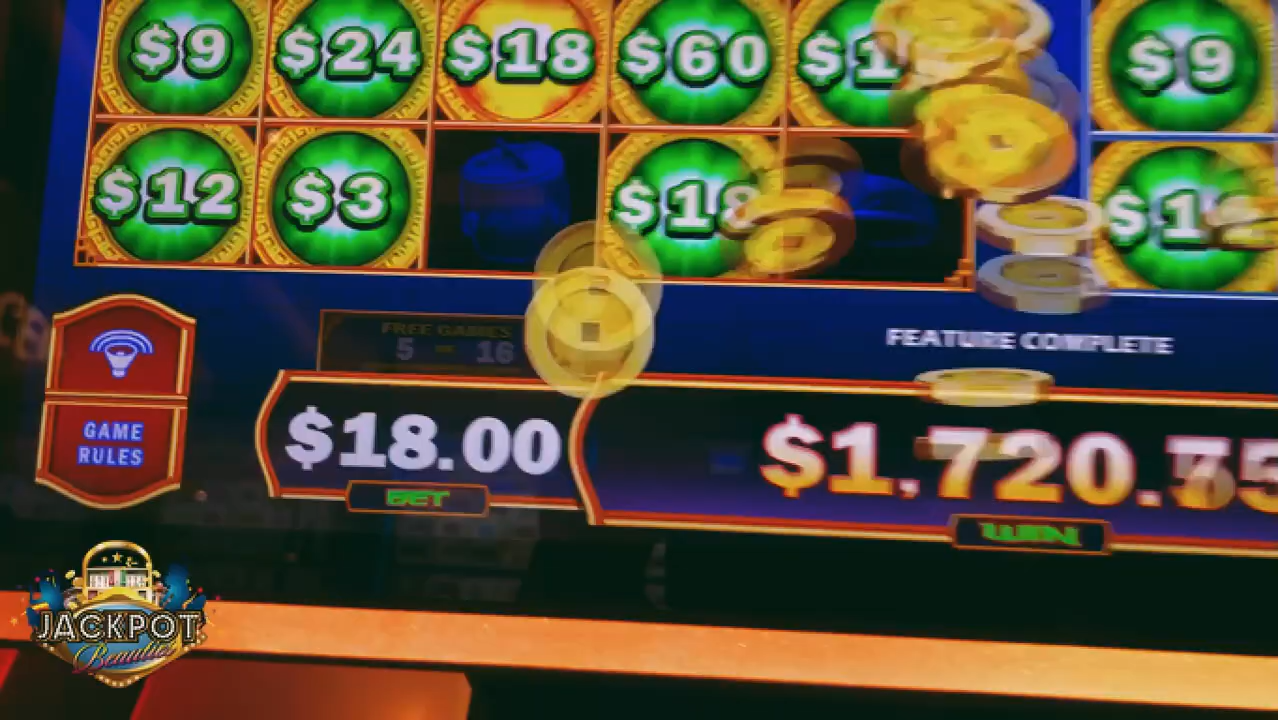 $9 $24 $18 $60 $9
$12 $3
FREE GAMES
5 16
FEATURE COMPLETE
GAME
RULES
$18.00
BET
WIN
JACKPOT
Beauties